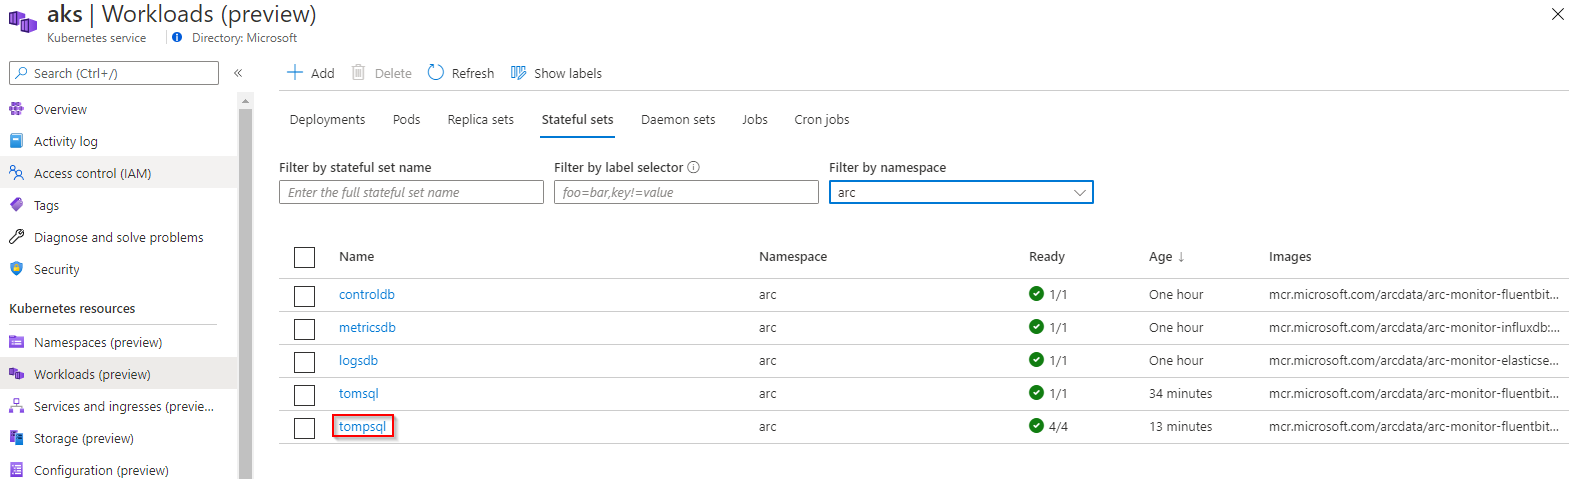 aks | Workloads (preview)
Kubernetes service
Directory: Microsoft
Search (Ctrl+/)
«
Overview
Activity log
Access control (IAM)
Tags
Diagnose and solve problems
Security
Kubernetes resources
Namespaces (preview)
Workloads (preview)
Services and ingresses (previe...
Storage (preview)
Configuration (preview)
Add Delete Refresh Show labels
Deployments Pods Replica sets Stateful sets Daemon sets Jobs Cron jobs
Filter by stateful set name Filter by label selector Filter by namespace
Enter the full stateful set name foo=bar,key!=value arc
Name Namespace Ready Age ↓ Images
controldb arc 1/1 One hour mcr.microsoft.com/arcdata/arc-monitor-fluentbit...
metricsdb arc 1/1 One hour mcr.microsoft.com/arcdata/arc-monitor-influxdb:...
logsdb arc 1/1 One hour mcr.microsoft.com/arcdata/arc-monitor-elasticse...
tomsql arc 1/1 34 minutes mcr.microsoft.com/arcdata/arc-monitor-fluentbit...
tompsql arc 4/4 13 minutes mcr.microsoft.com/arcdata/arc-monitor-fluentbit...